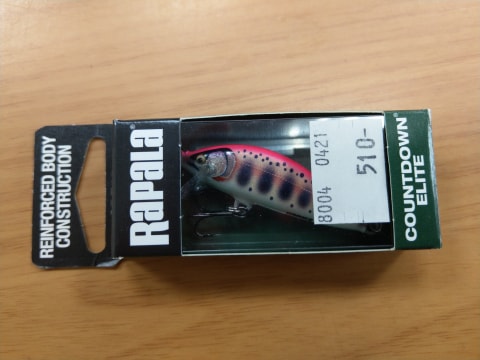 REINFORCED BODY
CONSTRUCTION
RAPALA
8004 0421
510-
COUNTDOWN
ELITE